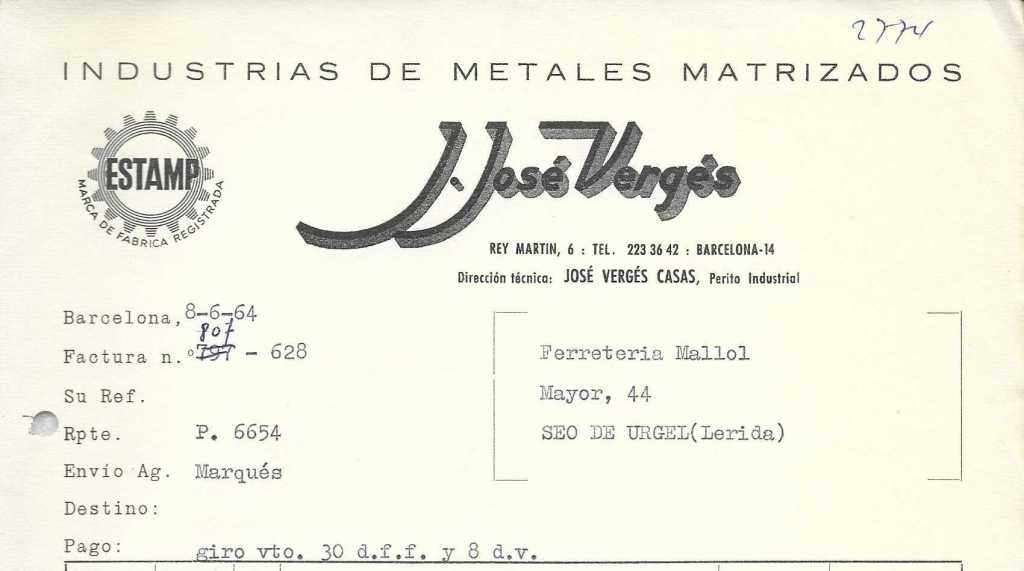 2774
INDUSTRIAS DE METALES MATRIZADOS
ESTAMP
MARCA DE FABRICA REGISTRADA
J. José Vergés
REY MARTIN, 6 : TEL. 223 36 42 : BARCELONA-14
Dirección técnica: JOSÉ VERGÉS CASAS, Perito Industrial
Barcelona, 8-6-64
807
Factura n.º 797 - 628
Su Ref.
Rpte. P. 6654
Envío Ag. Marqués
Destino:
Pago: giro vto. 30 d.f.f. y 8 d.v.
Ferreteria Mallol
Mayor, 44
SEO DE URGEL(Lerida)